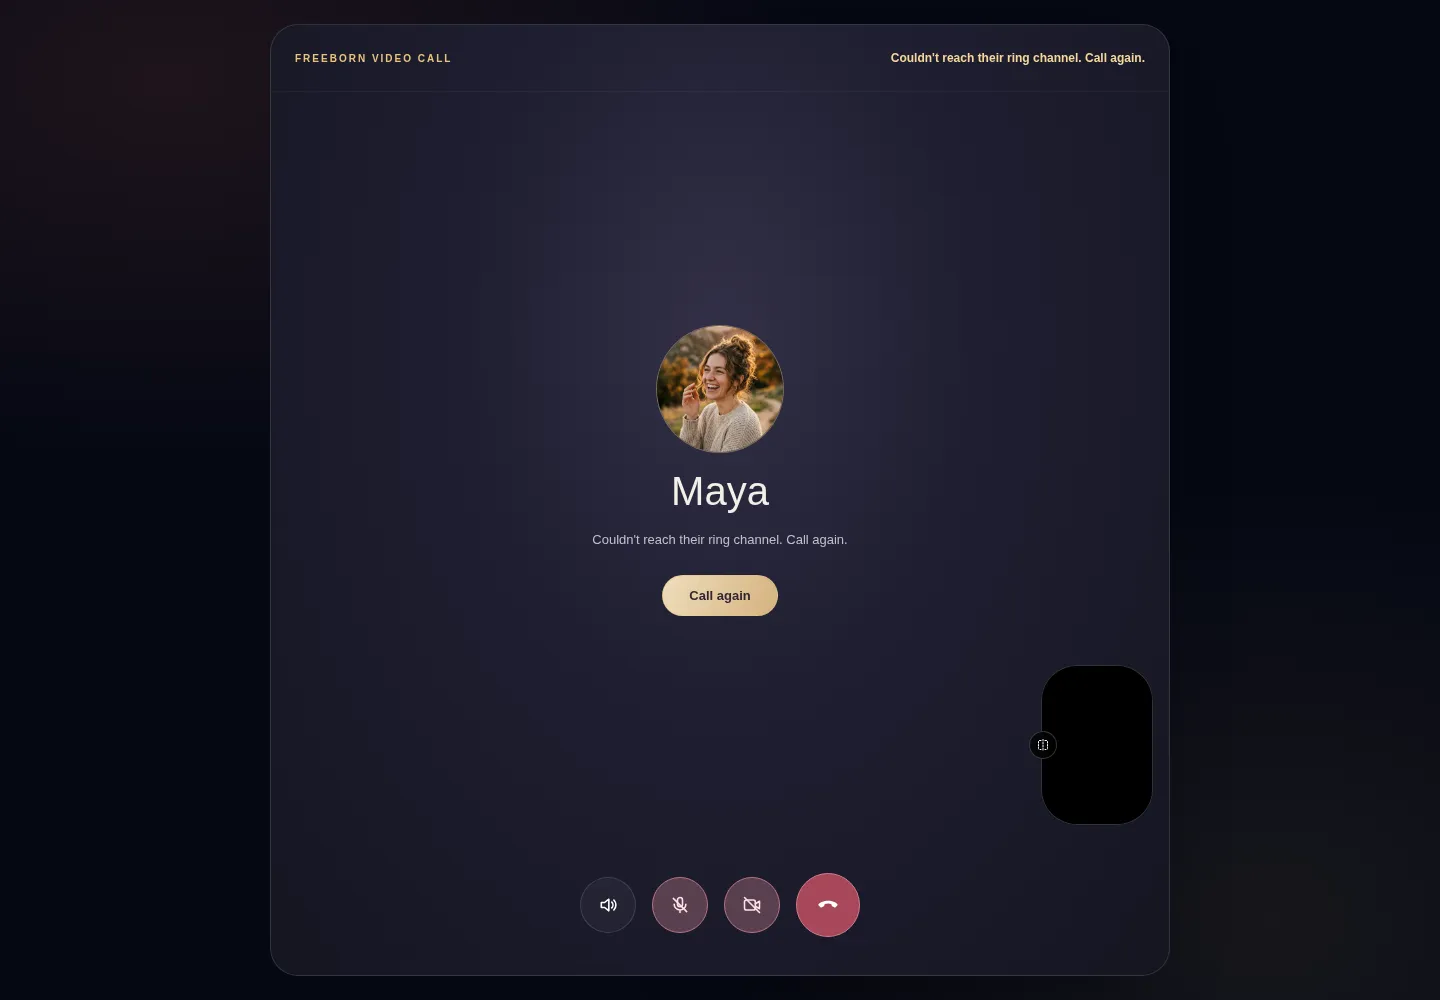 FREEBORN VIDEO CALL
Couldn't reach their ring channel. Call again.
Maya
Couldn't reach their ring channel. Call again.
Call again